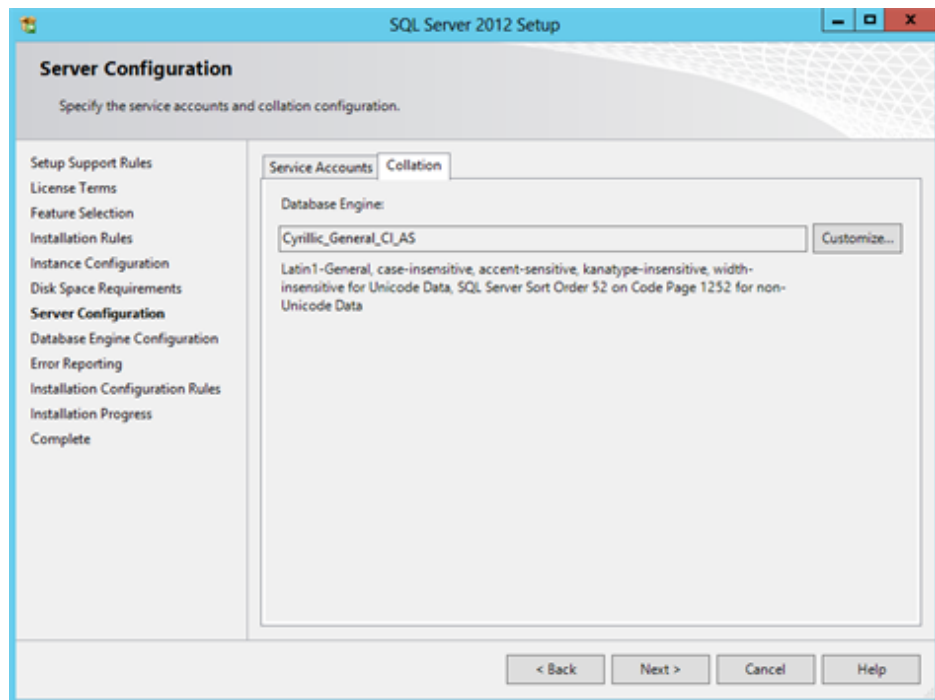 SQL Server 2012 Setup
Server Configuration
Specify the service accounts and collation configuration.
Setup Support Rules
License Terms
Feature Selection
Installation Rules
Instance Configuration
Disk Space Requirements
Server Configuration
Database Engine Configuration
Error Reporting
Installation Configuration Rules
Installation Progress
Complete
Service Accounts Collation
Database Engine:
Cyrillic_General_CI_AS Customize...
Latin1-General, case-insensitive, accent-sensitive, kanatype-insensitive, width-
insensitive for Unicode Data, SQL Server Sort Order 52 on Code Page 1252 for non-
Unicode Data
< Back Next > Cancel Help